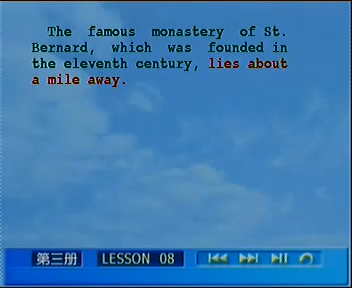 The famous monastery of St.
Bernard, which was founded in
the eleventh century, lies about
a mile away.
第三册 LESSON 08